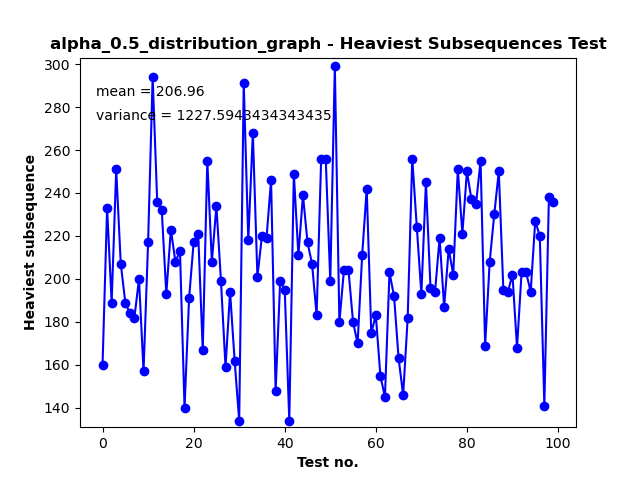 alpha_0.5_distribution_graph - Heaviest Subsequences Test
mean = 206.96
variance = 1227.5943434343435
Heaviest subsequence
300
280
260
240
220
200
180
160
140
0 20 40 60 80 100
Test no.